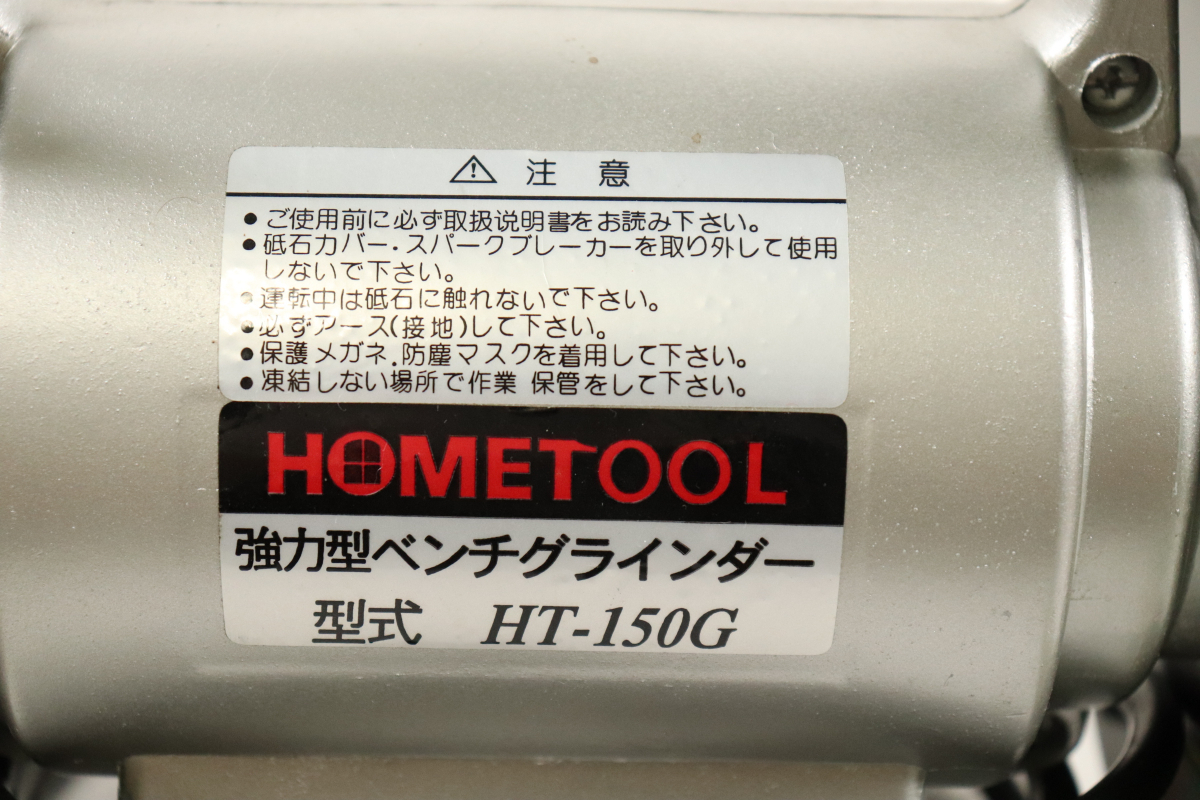 ⚠ 注 意
● ご使用前に必ず取扱说明書をお読み下さい。
● 砥石カバー・スパークブレーカーを取り外して使用
しないで下さい。
● 運転中は砥石に触れないで下さい。
● 必ずアース(接地)して下さい。
● 保護メガネ.防塵マスクを着用して下さい。
● 凍結しない場所で作業 保管をして下さい。
HOMETOOL
強力型ベンチグラインダー
型式 HT-150G